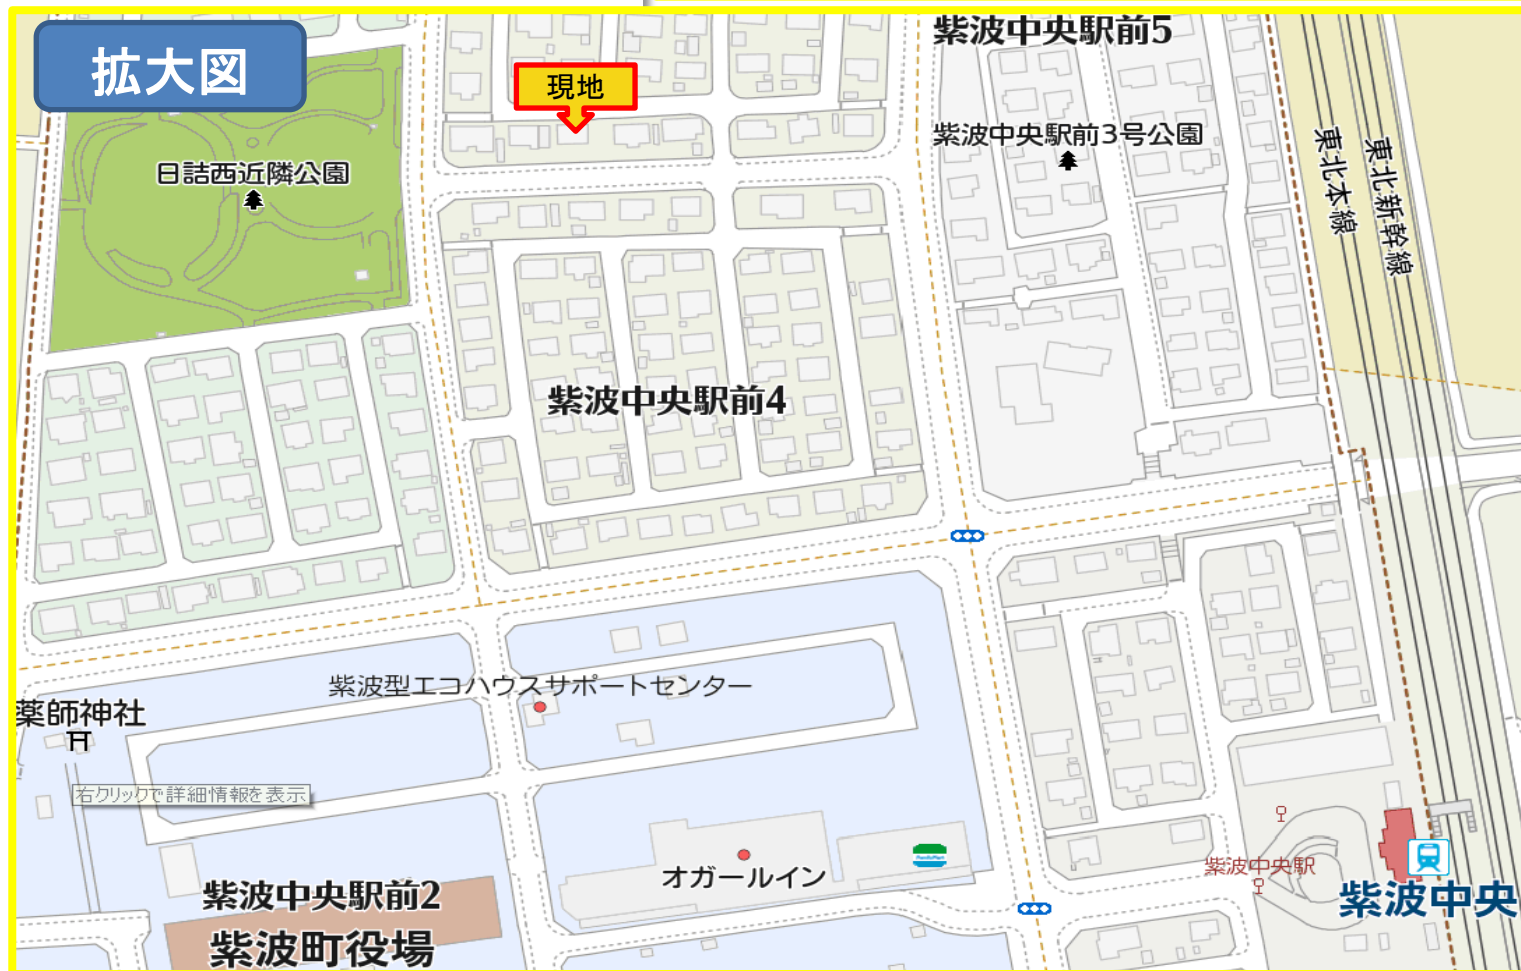 拡大図
紫波中央駅前5
現地
紫波中央駅前3号公園
日詰西近隣公園
東北本線
東北新幹線
紫波中央駅前4
紫波型エコハウスサポートセンター
薬師神社
右クリックで詳細情報を表示
FamilyMart
オガールイン
紫波中央駅
紫波中央
紫波中央駅前2
紫波町役場